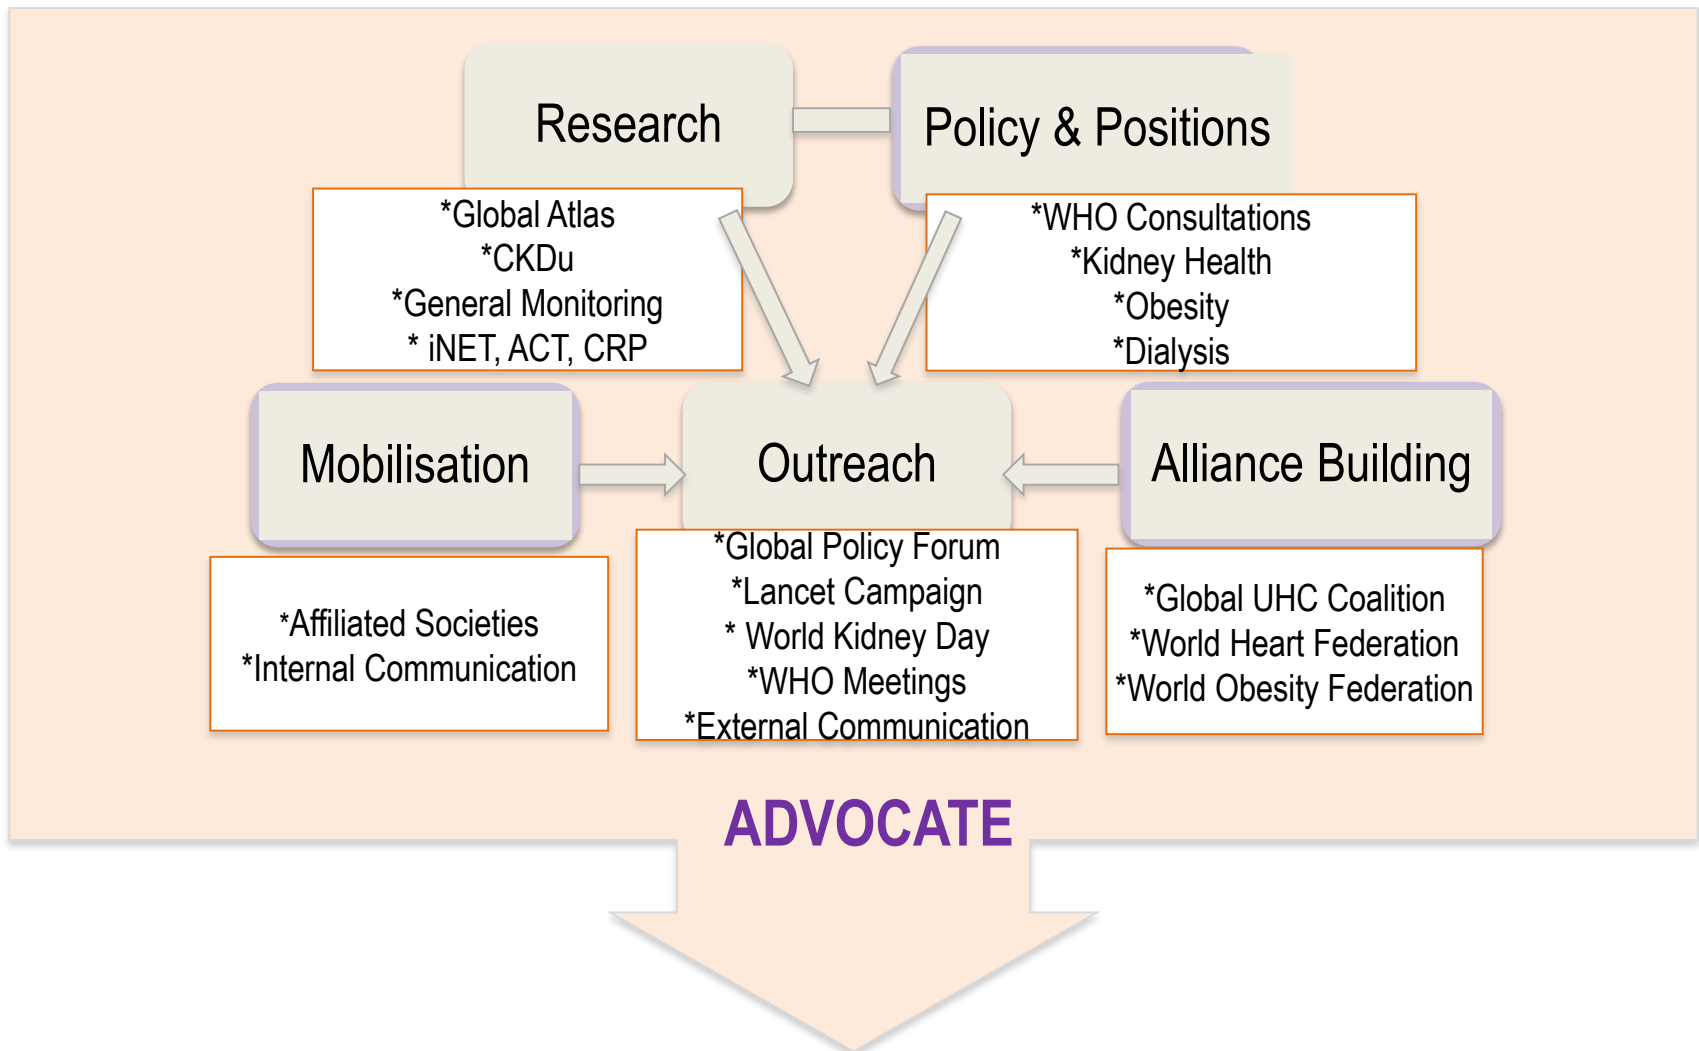 Research
Policy & Positions
*Global Atlas
*CKDu
*General Monitoring
* iNET, ACT, CRP
*WHO Consultations
*Kidney Health
*Obesity
*Dialysis
Mobilisation
Outreach
Alliance Building
*Affiliated Societies
*Internal Communication
*Global Policy Forum
*Lancet Campaign
* World Kidney Day
*WHO Meetings
*External Communication
*Global UHC Coalition
*World Heart Federation
*World Obesity Federation
ADVOCATE